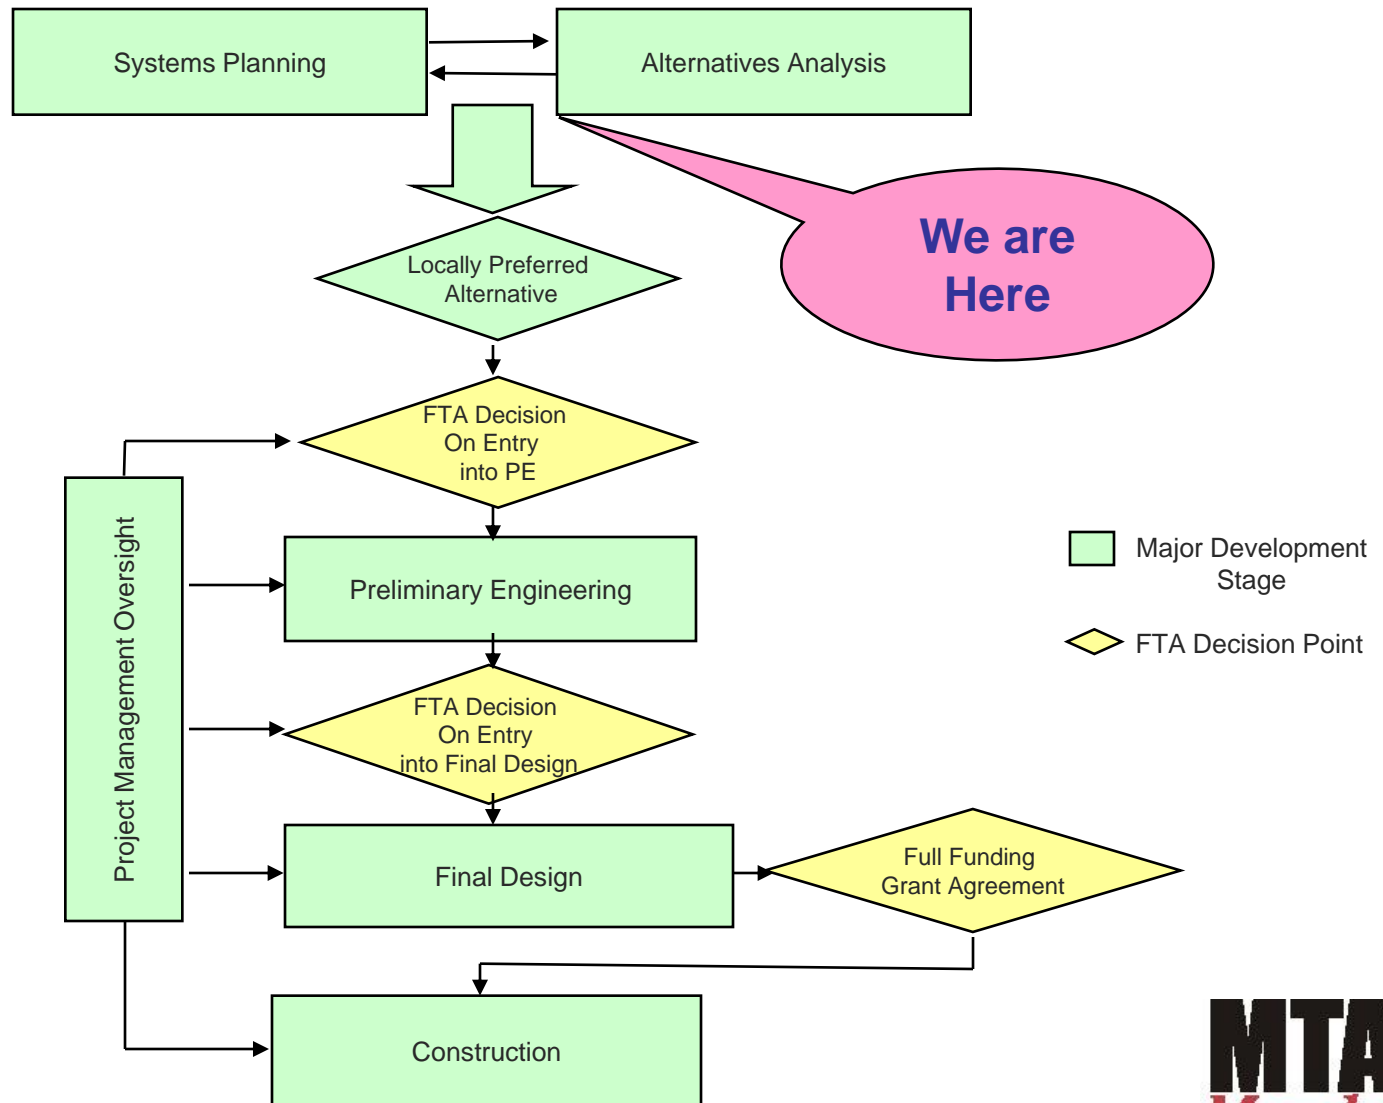 Systems Planning
Alternatives Analysis
We are
Here
Locally Preferred
Alternative
FTA Decision
On Entry
into PE
Project Management Oversight
Preliminary Engineering
Major Development
Stage
FTA Decision Point
FTA Decision
On Entry
into Final Design
Final Design
Full Funding
Grant Agreement
Construction
MTA